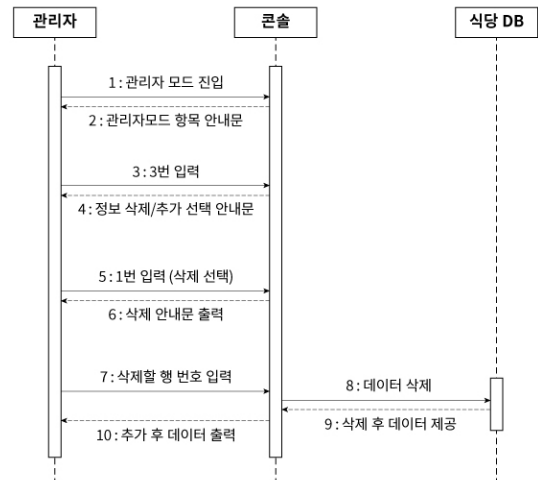 관리자
콘솔
식당 DB
1 : 관리자 모드 진입
2 : 관리자모드 항목 안내문
3 : 3번 입력
4 : 정보 삭제/추가 선택 안내문
5 : 1번 입력 (삭제 선택)
6 : 삭제 안내문 출력
7 : 삭제할 행 번호 입력
8 : 데이터 삭제
9 : 삭제 후 데이터 제공
10 : 추가 후 데이터 출력